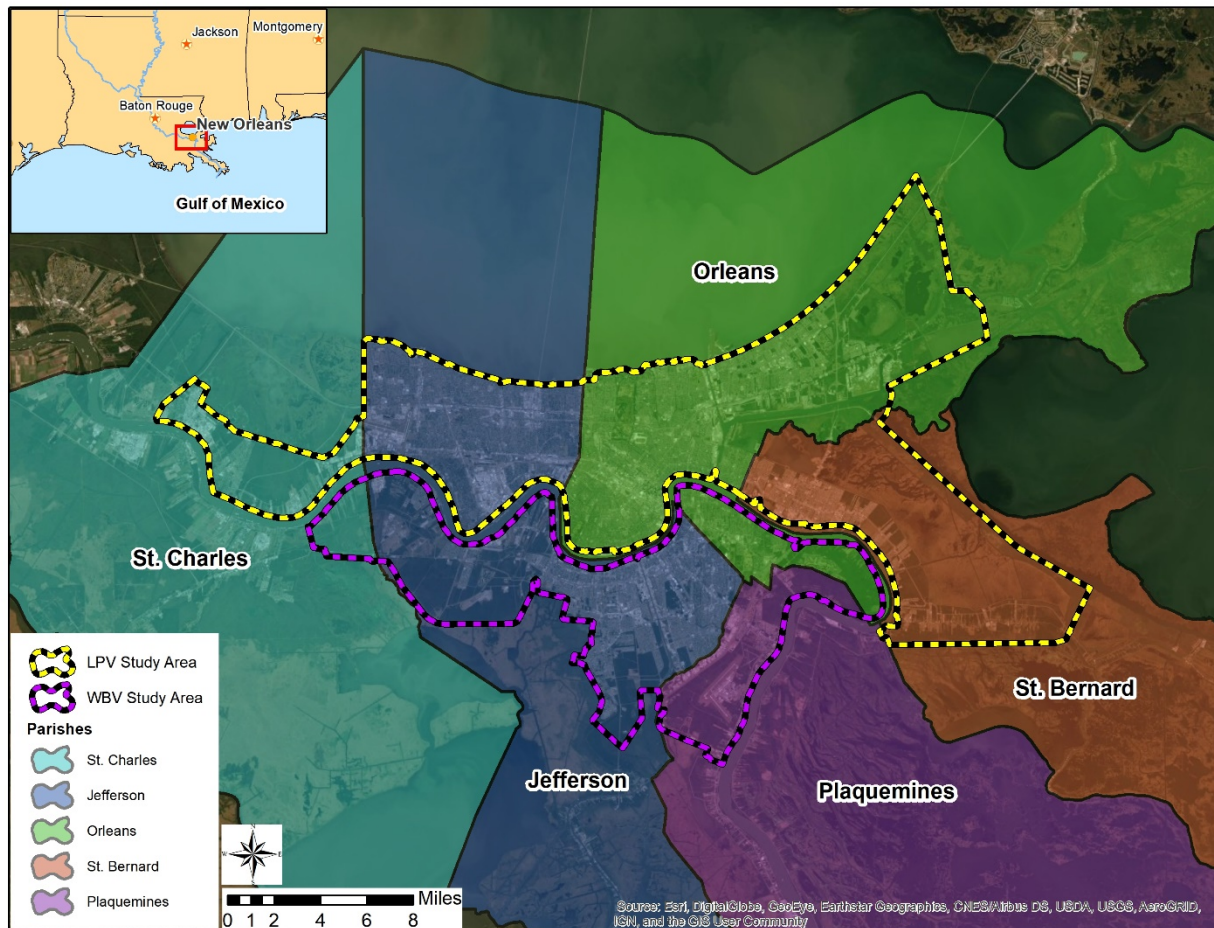 Montgomery
Jackson
Baton Rouge
New Orleans
Gulf of Mexico
Orleans
St. Charles
St. Bernard
Jefferson
Plaquemines
LPV Study Area
WBV Study Area
Parishes
St. Charles
Jefferson
Orleans
St. Bernard
Plaquemines
N
W E
S
Miles
0 1 2 4 6 8
Source: Esri, DigitalGlobe, GeoEye, Earthstar Geographics, CNES/Airbus DS, USDA, USGS, AeroGRID,
IGN, and the GIS User Community